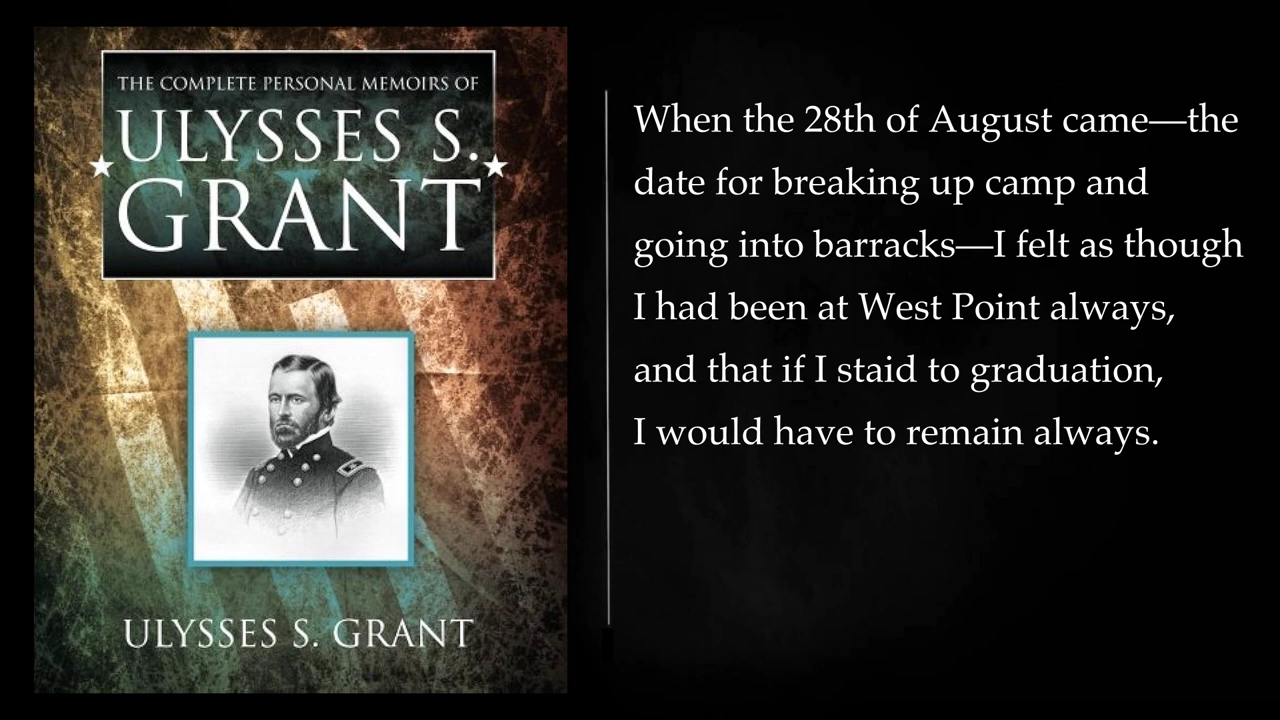 THE COMPLETE PERSONAL MEMOIRS OF
ULYSSES S.
GRANT
ULYSSES S. GRANT
When the 28th of August came—the
date for breaking up camp and
going into barracks—I felt as though
I had been at West Point always,
and that if I staid to graduation,
I would have to remain always.